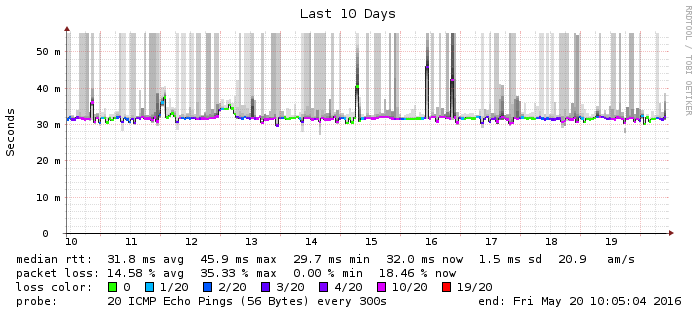 Last 10 Days
RRDTOOL / TOBI OETIKER
Seconds
50 m
40 m
30 m
20 m
10 m
0
10 11 12 13 14 15 16 17 18 19
median rtt: 31.8 ms avg 45.9 ms max 29.7 ms min 32.0 ms now 1.5 ms sd 20.9 am/s
packet loss: 14.58 % avg 35.33 % max 0.00 % min 18.46 % now
loss color: 0 1/20 2/20 3/20 4/20 10/20 19/20
probe: 20 ICMP Echo Pings (56 Bytes) every 300s end: Fri May 20 10:05:04 2016